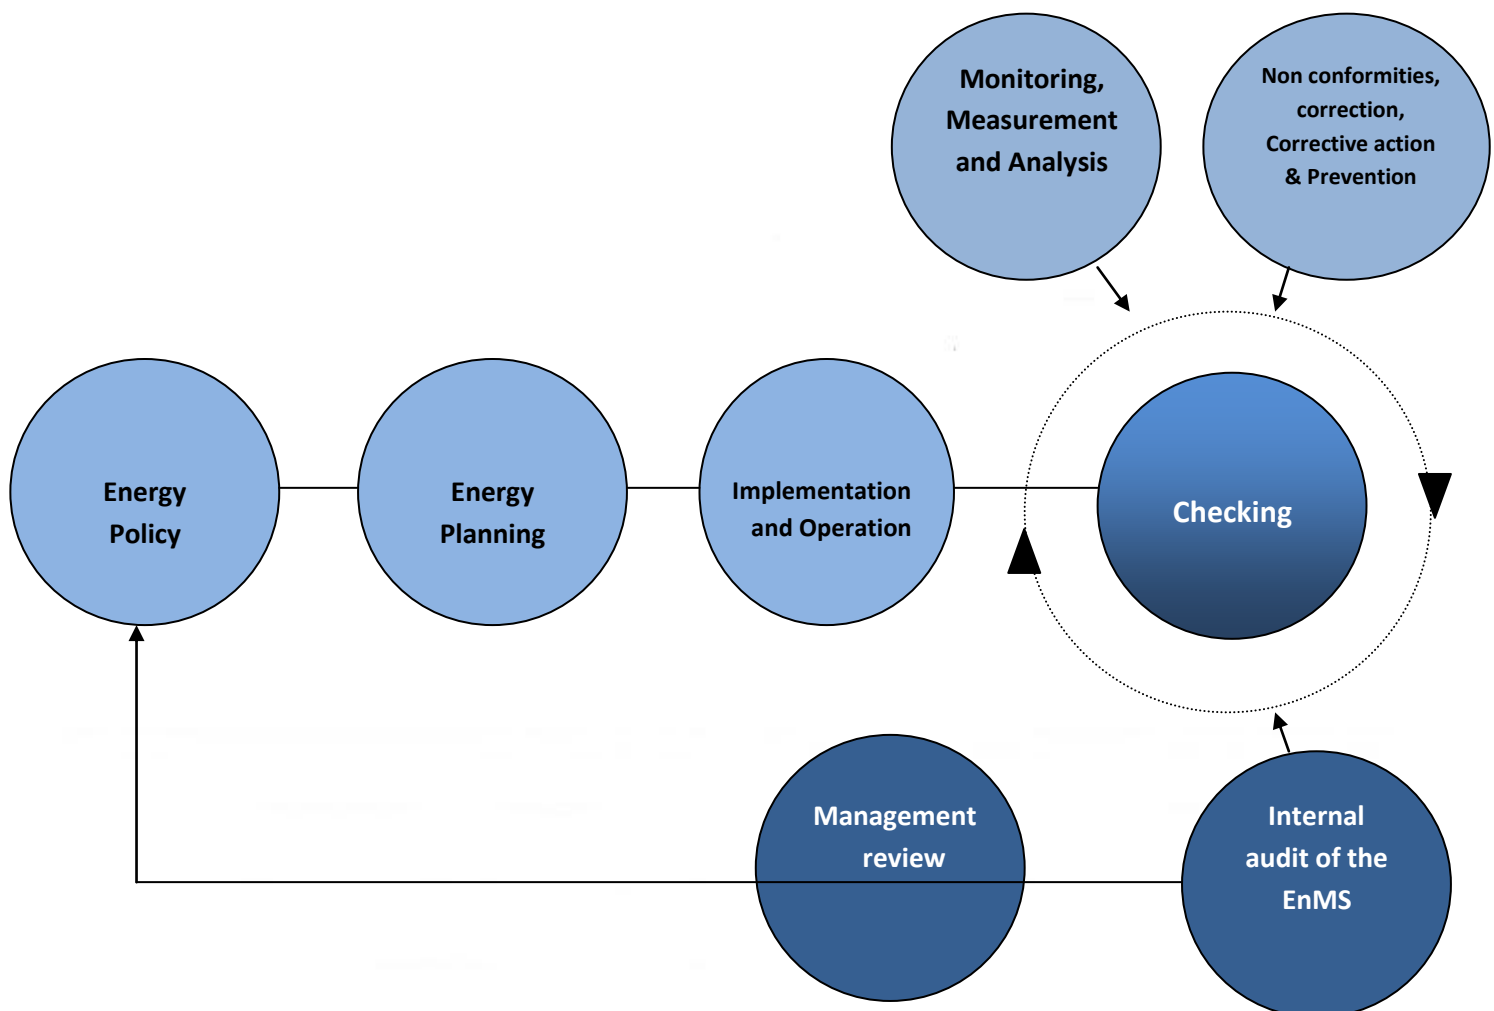 Monitoring,
Measurement
and Analysis
Non conformities,
correction,
Corrective action
& Prevention
Energy
Policy
Energy
Planning
Implementation
and Operation
Checking
Management
review
Internal
audit of the
EnMS